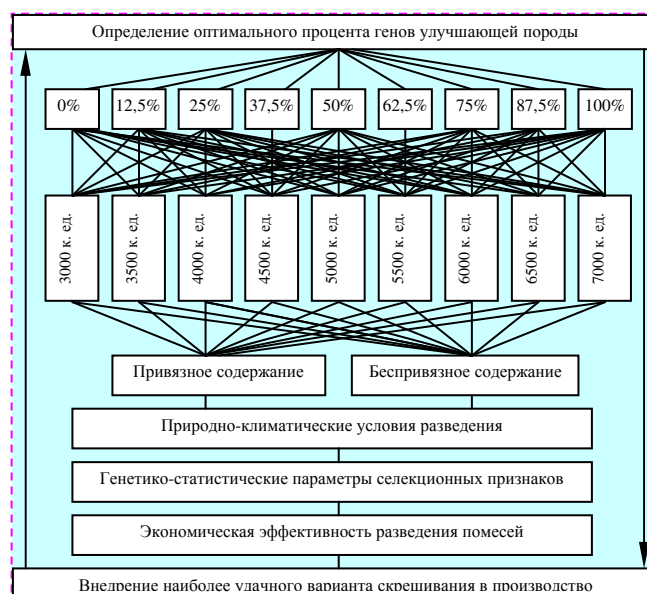 Определение оптимального процента генов улучшающей породы
0% 12,5% 25% 37,5% 50% 62,5% 75% 87,5% 100%
3000 к. ед. 3500 к. ед. 4000 к. ед. 4500 к. ед. 5000 к. ед. 5500 к. ед. 6000 к. ед. 6500 к. ед. 7000 к. ед.
Привязное содержание Беспривязное содержание
Природно-климатические условия разведения
Генетико-статистические параметры селекционных признаков
Экономическая эффективность разведения помесей
Внедрение наиболее удачного варианта скрещивания в производство